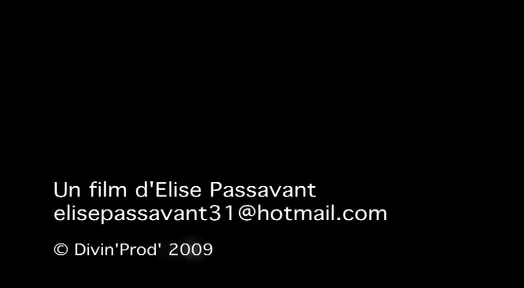 Un film d'Elise Passavant
elisepassavant31@hotmail.com
© Divin'Prod' 2009